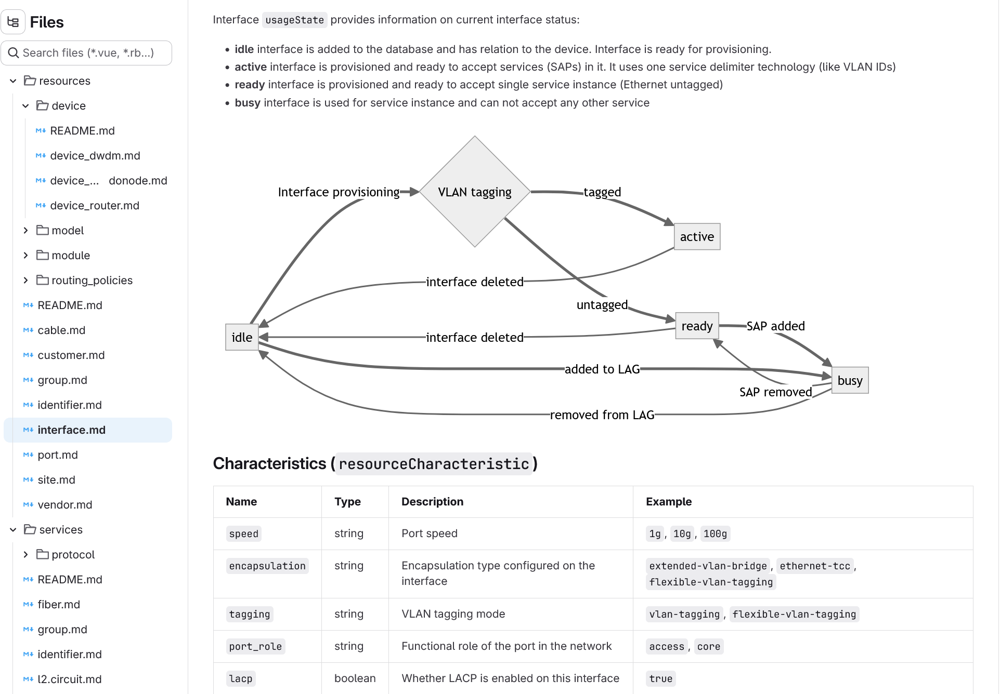 Files
Search files (*.vue, *.rb...)
resources
device
README.md
device_dwdm.md
device_... donode.md
device_router.md
model
module
routing_policies
README.md
cable.md
customer.md
group.md
identifier.md
interface.md
port.md
site.md
vendor.md
services
protocol
README.md
fiber.md
group.md
identifier.md
l2.circuit.md
Interface usageState provides information on current interface status:
• idle interface is added to the database and has relation to the device. Interface is ready for provisioning.
• active interface is provisioned and ready to accept services (SAPs) in it. It uses one service delimiter technology (like VLAN IDs)
• ready interface is provisioned and ready to accept single service instance (Ethernet untagged)
• busy interface is used for service instance and can not accept any other service
Interface provisioning
VLAN tagging
tagged
active
interface deleted
untagged
idle
interface deleted
ready
SAP added
added to LAG
busy
SAP removed
removed from LAG
Characteristics (resourceCharacteristic)
Name Type Description Example
speed string Port speed 1g, 10g, 100g
encapsulation string Encapsulation type configured on the extended-vlan-bridge, ethernet-tcc,
interface flexible-vlan-tagging
tagging string VLAN tagging mode vlan-tagging, flexible-vlan-tagging
port_role string Functional role of the port in the network access, core
lacp boolean Whether LACP is enabled on this interface true